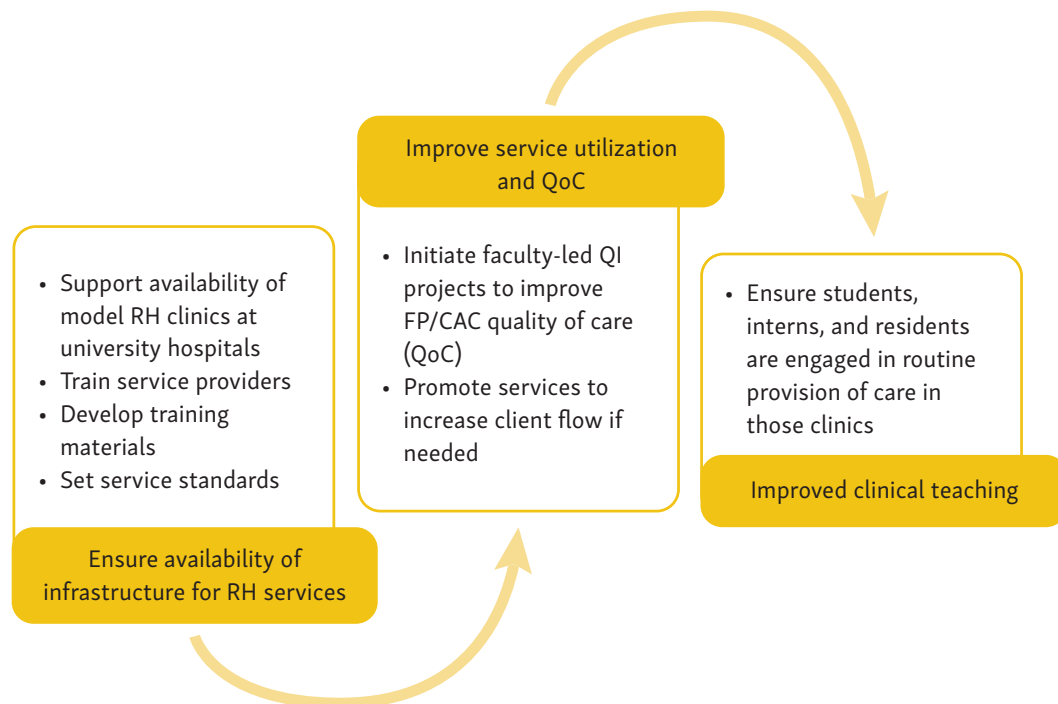 • Support availability of
model RH clinics at
university hospitals
• Train service providers
• Develop training
materials
• Set service standards
Ensure availability of
infrastructure for RH services
Improve service utilization
and QoC
• Initiate faculty-led QI
projects to improve
FP/CAC quality of care
(QoC)
• Promote services to
increase client flow if
needed
• Ensure students,
interns, and residents
are engaged in routine
provision of care in
those clinics
Improved clinical teaching